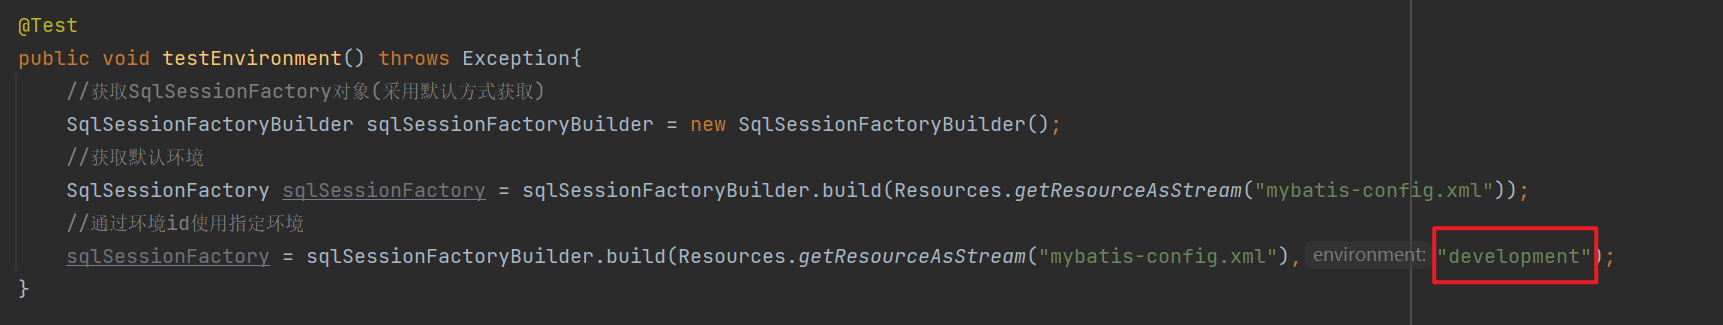 @Test
public void testEnvironment() throws Exception{
//获取SqlSessionFactory对象(采用默认方式获取)
SqlSessionFactoryBuilder sqlSessionFactoryBuilder = new SqlSessionFactoryBuilder();
//获取默认环境
SqlSessionFactory sqlSessionFactory = sqlSessionFactoryBuilder.build(Resources.getResourceAsStream("mybatis-config.xml"));
//通过环境id使用指定环境
sqlSessionFactory = sqlSessionFactoryBuilder.build(Resources.getResourceAsStream("mybatis-config.xml"), environment: "development");
}